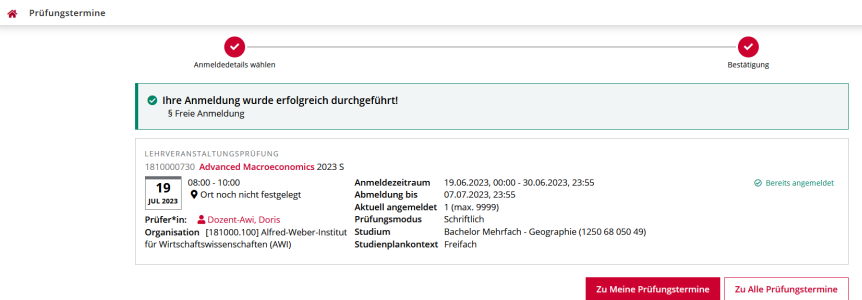 Prüfungstermine
Anmeldedetails wählen
Bestätigung
Ihre Anmeldung wurde erfolgreich durchgeführt!
§ Freie Anmeldung
LEHRVERANSTALTUNGSPRÜFUNG
1810000730 Advanced Macroeconomics 2023 S
19
JUL 2023
08:00 - 10:00
Ort noch nicht festgelegt
Prüfer*in: Dozent-Awi, Doris
Organisation [181000.100] Alfred-Weber-Institut
für Wirtschaftswissenschaften (AWI)
Anmeldezeitraum 19.06.2023, 00:00 - 30.06.2023, 23:55
Abmeldung bis 07.07.2023, 23:55
Aktuell angemeldet 1 (max. 9999)
Prüfungsmodus Schriftlich
Studium Bachelor Mehrfach - Geographie (1250 68 050 49)
Studienplankontext Freifach
Bereits angemeldet
Zu Meine Prüfungstermine
Zu Alle Prüfungstermine